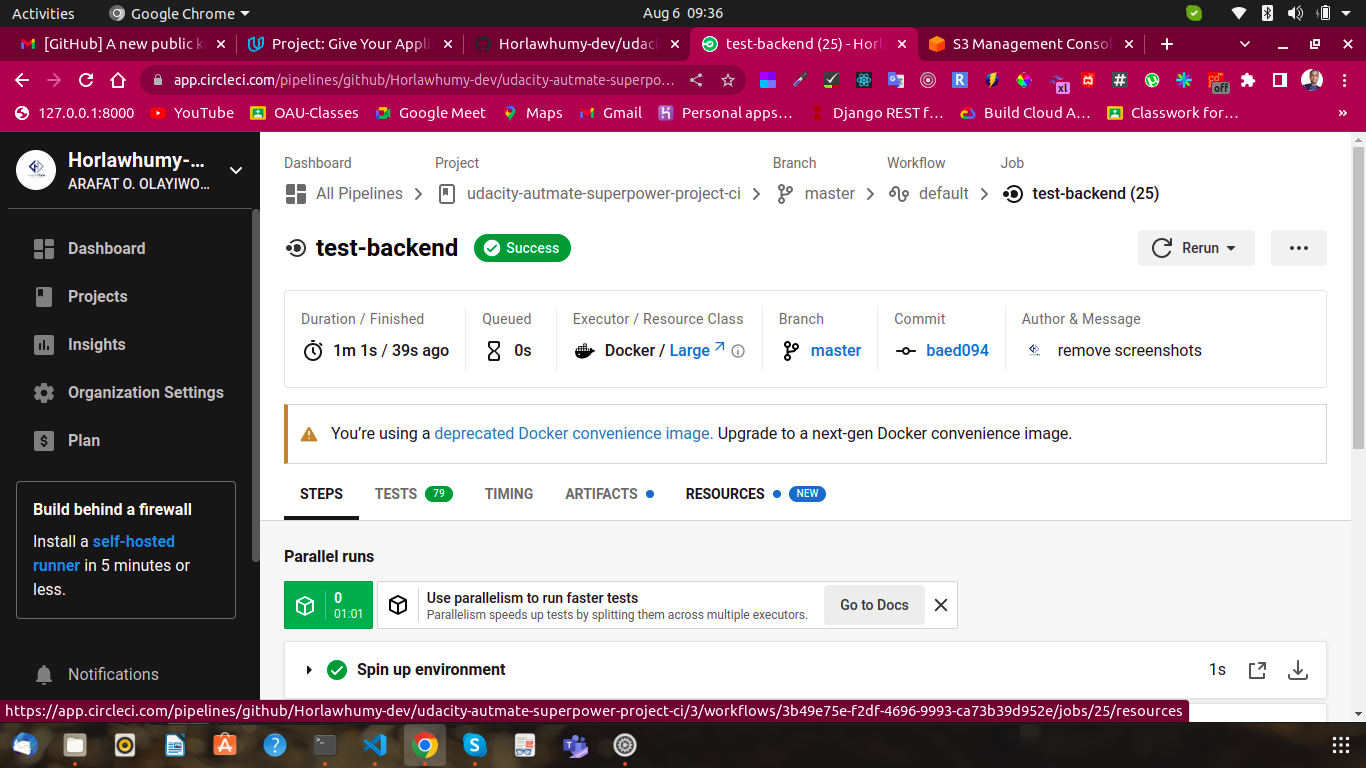 Activities Google Chrome Aug 6 09:36
[GitHub] A new public k Project: Give Your Appli Horlawhumy-dev/udaci test-backend (25) - Horl S3 Management Consol
app.circleci.com/pipelines/github/Horlawhumy-dev/udacity-autmate-superpo… xl off
127.0.0.1:8000 YouTube OAU-Classes Google Meet Maps Gmail Personal apps… Django REST f… Build Cloud A… Classwork for… »
Horlawhumy-...
ARAFAT O. OLAYIWO...
Dashboard
Projects
Insights
Organization Settings
Plan
Build behind a firewall
Install a self-hosted
runner in 5 minutes or
less.
Notifications
Dashboard Project Branch Workflow Job
All Pipelines udacity-autmate-superpower-project-ci master default test-backend (25)
test-backend Success Rerun
Duration / Finished Queued Executor / Resource Class Branch Commit Author & Message
1m 1s / 39s ago 0s Docker / Large master baed094 remove screenshots
You’re using a deprecated Docker convenience image. Upgrade to a next-gen Docker convenience image.
STEPS TESTS 79 TIMING ARTIFACTS RESOURCES NEW
Parallel runs
0
01:01
Use parallelism to run faster tests
Parallelism speeds up tests by splitting them across multiple executors.
Go to Docs
Spin up environment 1s
https://app.circleci.com/pipelines/github/Horlawhumy-dev/udacity-autmate-superpower-project-ci/3/workflows/3b49e75e-f2df-4696-9993-ca73b39d952e/jobs/25/resources